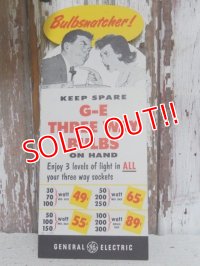 Bulbsnatcher!
KEEP SPARE
G-E
THREE
BULBS
SOLD OUT!!
ON HAND
Enjoy 3 levels of light in ALL
your three way sockets
30
70
100
watt
49¢
50
200
250
watt
65¢
50
100
150
watt
55¢
100
200
300
watt
89¢
GENERAL GE ELECTRIC